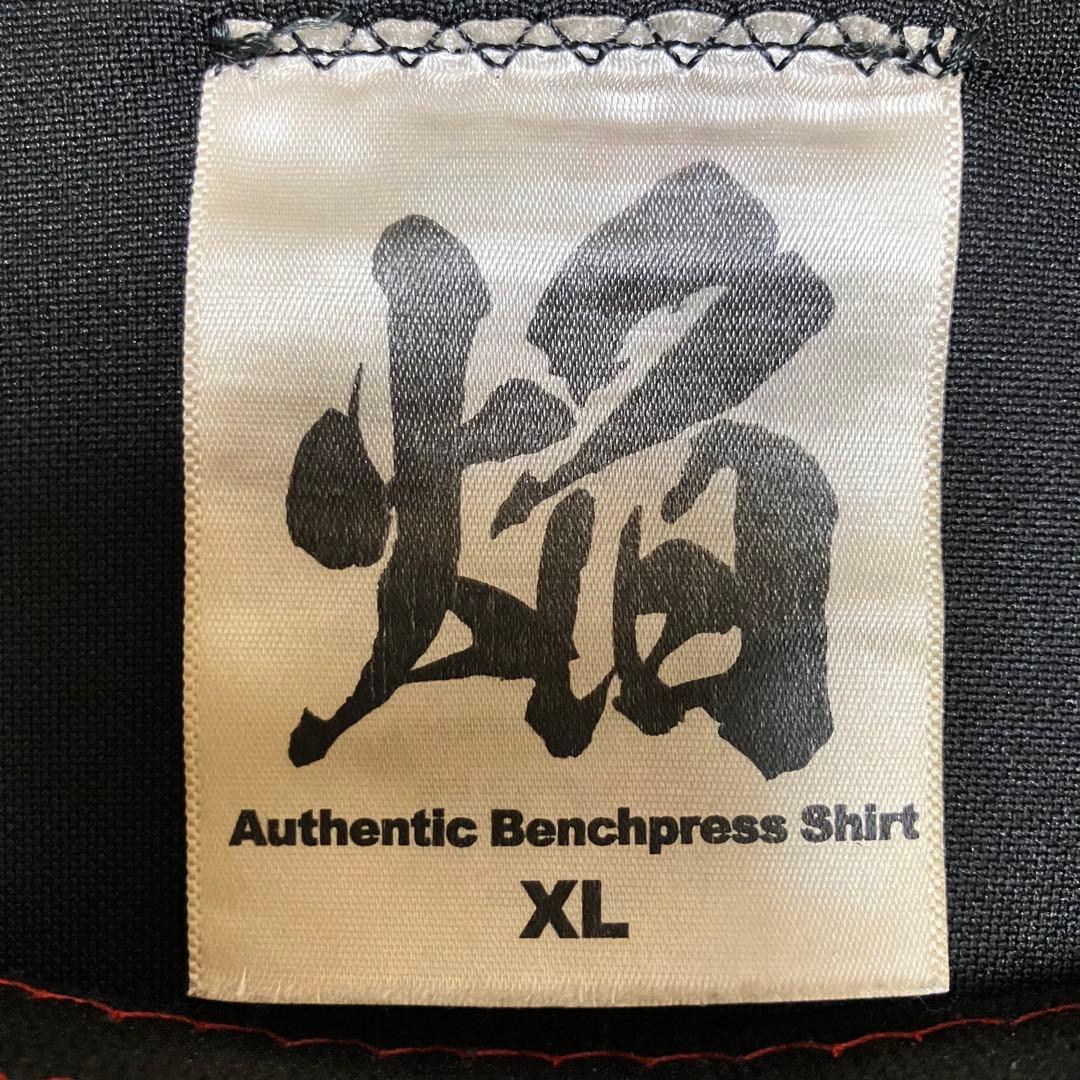 焔
Authentic Benchpress Shirt
XL